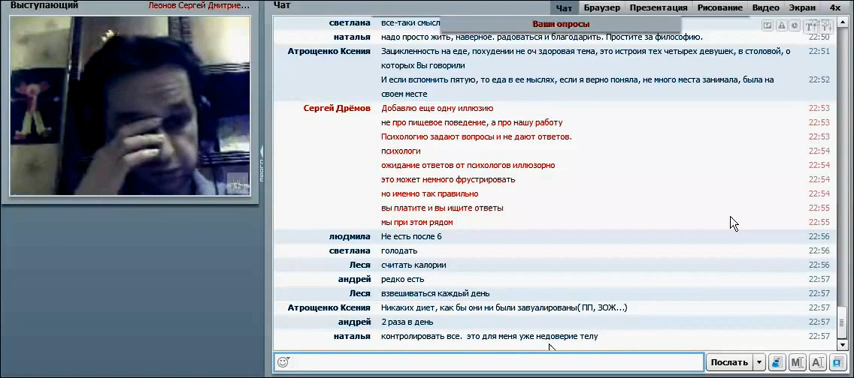 Выступающий
Леонов Сергей Дмитрие...
Чат
Чат Браузер Презентация Рисование Видео Экран 4x
Ваши опросы
светлана все-таки смысл
наталья надо просто жить, наверное. радоваться и благодарить. Простите за философию. 22:50
Атрощенко Ксения Зацикленность на еде, похудении не оч здоровая тема, это истроия тех четырех девушек, в столовой, о 22:51
которых Вы говорили
И если вспомнить пятую, то еда в ее мыслях, если я верно поняла, не много места занимала, была на 22:52
своем месте
Сергей Дрёмов Добавлю еще одну иллюзию 22:53
не про пищевое поведение, а про нашу работу 22:53
Психологию задают вопросы и не дают ответов. 22:53
психологи 22:54
ожидание ответов от психологов иллюзорно 22:54
это может немного фрустрировать 22:54
но именно так правильно 22:54
вы платите и вы ищите ответы 22:55
мы при этом рядом 22:55
людмила Не есть после 6 22:56
светлана голодать 22:56
Леся считать калории 22:57
андрей редко есть 22:57
Леся взвешиваться каждый день 22:57
Атрощенко Ксения Никаких диет, как бы они ни были завуалированы( ПП, ЗОЖ...) 22:57
андрей 2 раза в день 22:57
наталья контролировать все. это для меня уже недоверие телу 22:57
Послать